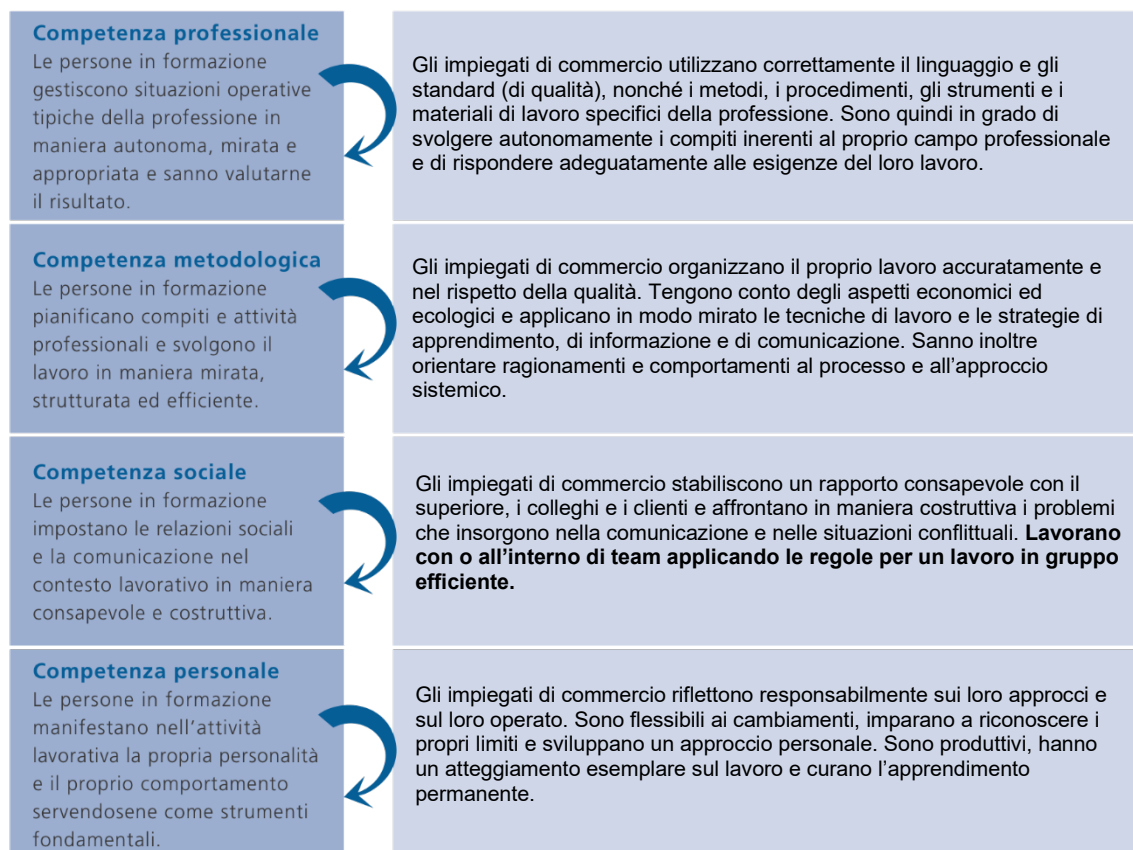 Competenza professionale
Le persone in formazione
gestiscono situazioni operative
tipiche della professione in
maniera autonoma, mirata e
appropriata e sanno valutarne
il risultato.
Gli impiegati di commercio utilizzano correttamente il linguaggio e gli
standard (di qualità), nonché i metodi, i procedimenti, gli strumenti e i
materiali di lavoro specifici della professione. Sono quindi in grado di
svolgere autonomamente i compiti inerenti al proprio campo professionale
e di rispondere adeguatamente alle esigenze del loro lavoro.
Competenza metodologica
Le persone in formazione
pianificano compiti e attività
professionali e svolgono il
lavoro in maniera mirata,
strutturata ed efficiente.
Gli impiegati di commercio organizzano il proprio lavoro accuratamente e
nel rispetto della qualità. Tengono conto degli aspetti economici ed
ecologici e applicano in modo mirato le tecniche di lavoro e le strategie di
apprendimento, di informazione e di comunicazione. Sanno inoltre
orientare ragionamenti e comportamenti al processo e all'approccio
sistemico.
Competenza sociale
Le persone in formazione
impostano le relazioni sociali
e la comunicazione nel
contesto lavorativo in maniera
consapevole e costruttiva.
Gli impiegati di commercio stabiliscono un rapporto consapevole con il
superiore, i colleghi e i clienti e affrontano in maniera costruttiva i problemi
che insorgono nella comunicazione e nelle situazioni conflittuali. Lavorano
con o all'interno di team applicando le regole per un lavoro in gruppo
efficiente.
Competenza personale
Le persone in formazione
manifestano nell'attività
lavorativa la propria personalità
e il proprio comportamento
servendosene come strumenti
fondamentali.
Gli impiegati di commercio riflettono responsabilmente sui loro approcci e
sul loro operato. Sono flessibili ai cambiamenti, imparano a riconoscere i
propri limiti e sviluppano un approccio personale. Sono produttivi, hanno
un atteggiamento esemplare sul lavoro e curano l'apprendimento
permanente.